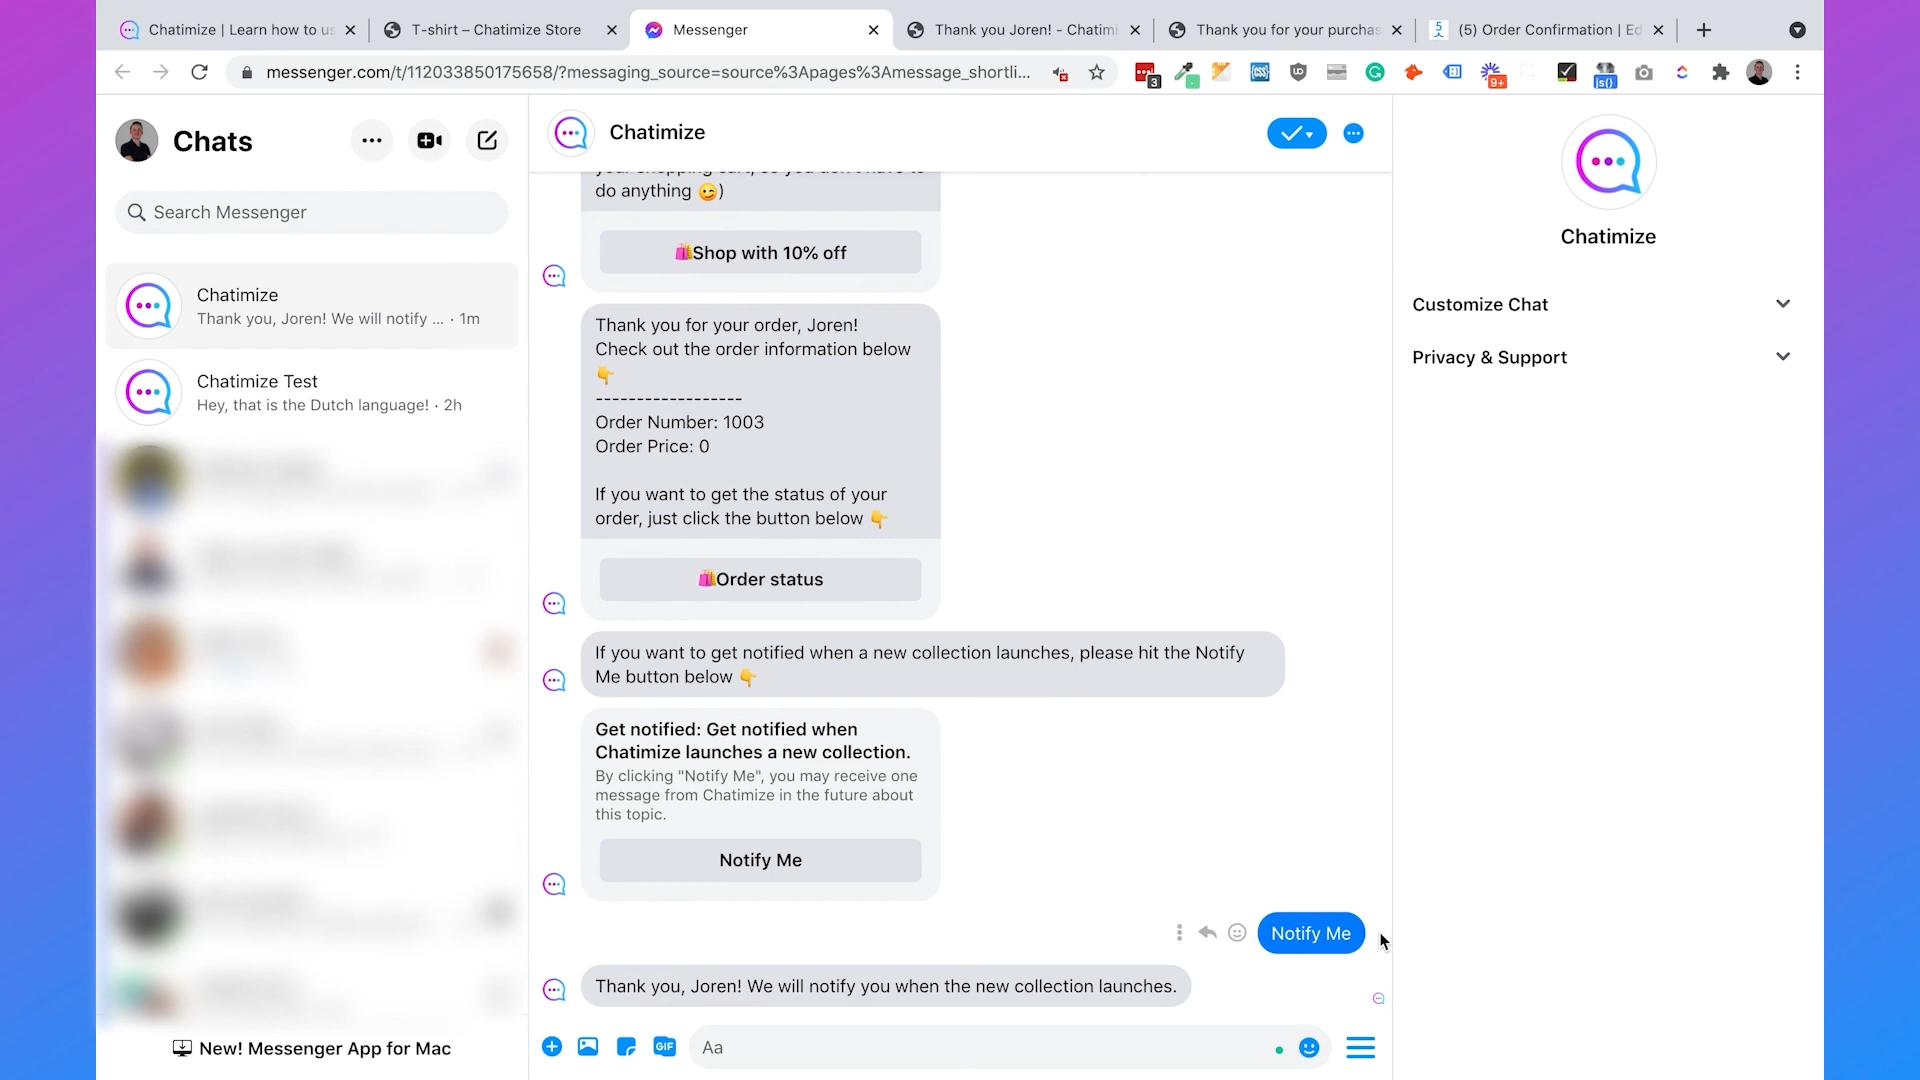 Chatimize | Learn how to us
T-shirt – Chatimize Store
Messenger
Thank you Joren! - Chatimi
Thank you for your purchas
(5) Order Confirmation | Ed
messenger.com/t/112033850175658/?messaging_source=source%3Apages%3Amessage_shortli...
3
9+
js()
Chats
Search Messenger
Chatimize
Thank you, Joren! We will notify ... · 1m
Chatimize Test
Hey, that is the Dutch language! · 2h
New! Messenger App for Mac
Chatimize
do anything 😉)
🛍️Shop with 10% off
Thank you for your order, Joren!
Check out the order information below
👇
------------------
Order Number: 1003
Order Price: 0
If you want to get the status of your
order, just click the button below 👇
🛍️Order status
If you want to get notified when a new collection launches, please hit the Notify
Me button below 👇
Get notified: Get notified when
Chatimize launches a new collection.
By clicking "Notify Me", you may receive one
message from Chatimize in the future about
this topic.
Notify Me
Notify Me
Thank you, Joren! We will notify you when the new collection launches.
GIF
Aa
Chatimize
Customize Chat
Privacy & Support